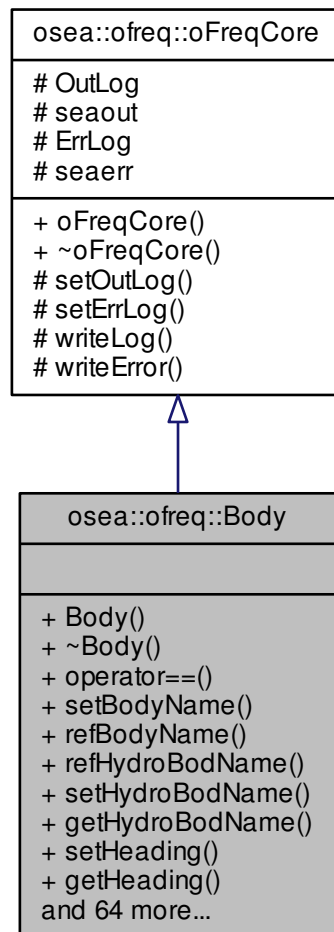 osea::ofreq::oFreqCore
# OutLog
# seaout
# ErrLog
# seaerr
+ oFreqCore()
+ ~oFreqCore()
# setOutLog()
# setErrLog()
# writeLog()
# writeError()
osea::ofreq::Body
+ Body()
+ ~Body()
+ operator==()
+ setBodyName()
+ refBodyName()
+ refHydroBodName()
+ setHydroBodName()
+ getHydroBodName()
+ setHeading()
+ getHeading()
and 64 more...